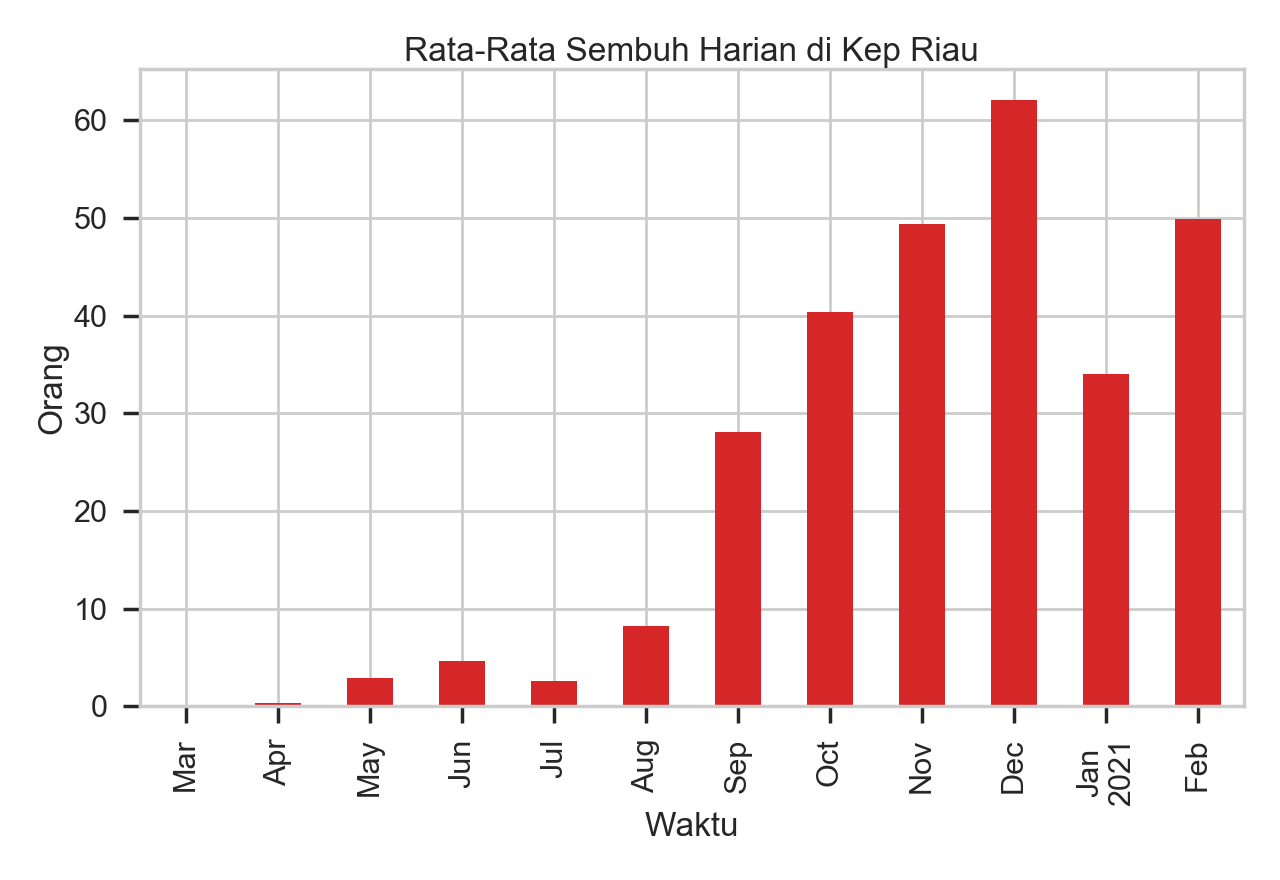 Rata-Rata Sembuh Harian di Kep Riau
60
50
40
30
20
10
0
Orang
Mar
Apr
May
Jun
Jul
Aug
Sep
Oct
Nov
Dec
Jan
2021
Feb
Waktu